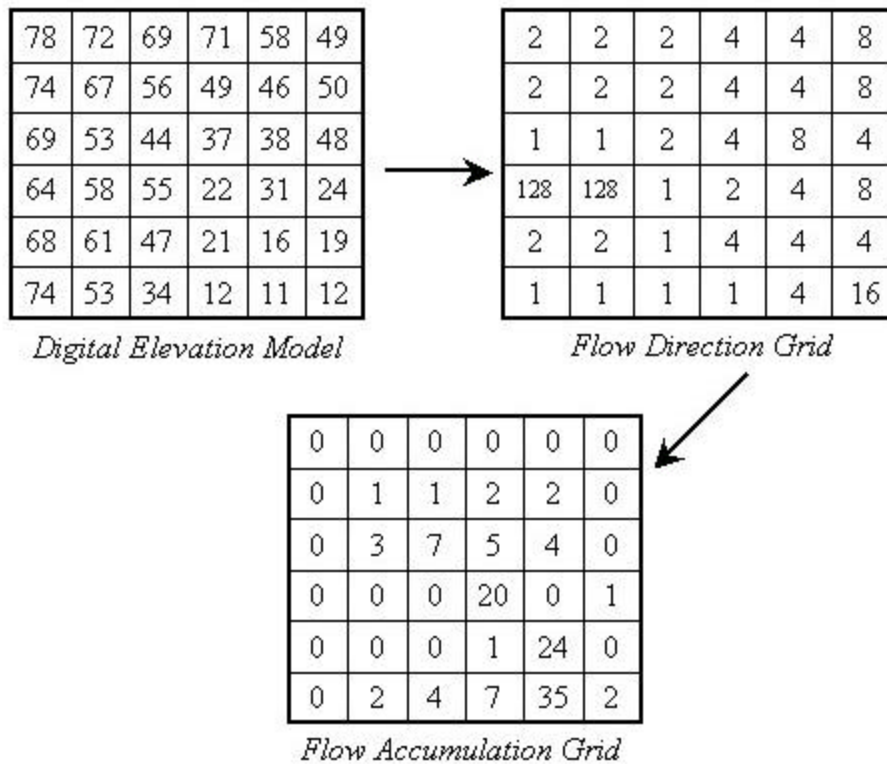 78 72 69 71 58 49
74 67 56 49 46 50
69 53 44 37 38 48
64 58 55 22 31 24
68 61 47 21 16 19
74 53 34 12 11 12
Digital Elevation Model
2 2 2 4 4 8
2 2 2 4 4 8
1 1 2 4 8 4
128 128 1 2 4 8
2 2 1 4 4 4
1 1 1 1 4 16
Flow Direction Grid
0 0 0 0 0 0
0 1 1 2 2 0
0 3 7 5 4 0
0 0 0 20 0 1
0 0 0 1 24 0
0 2 4 7 35 2
Flow Accumulation Grid